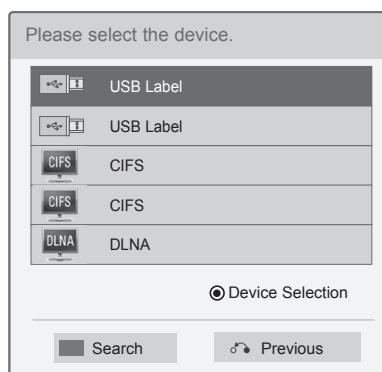 Please select the device.
USB Label
USB Label
CIFS CIFS
CIFS CIFS
DLNA DLNA
Device Selection
Search Previous